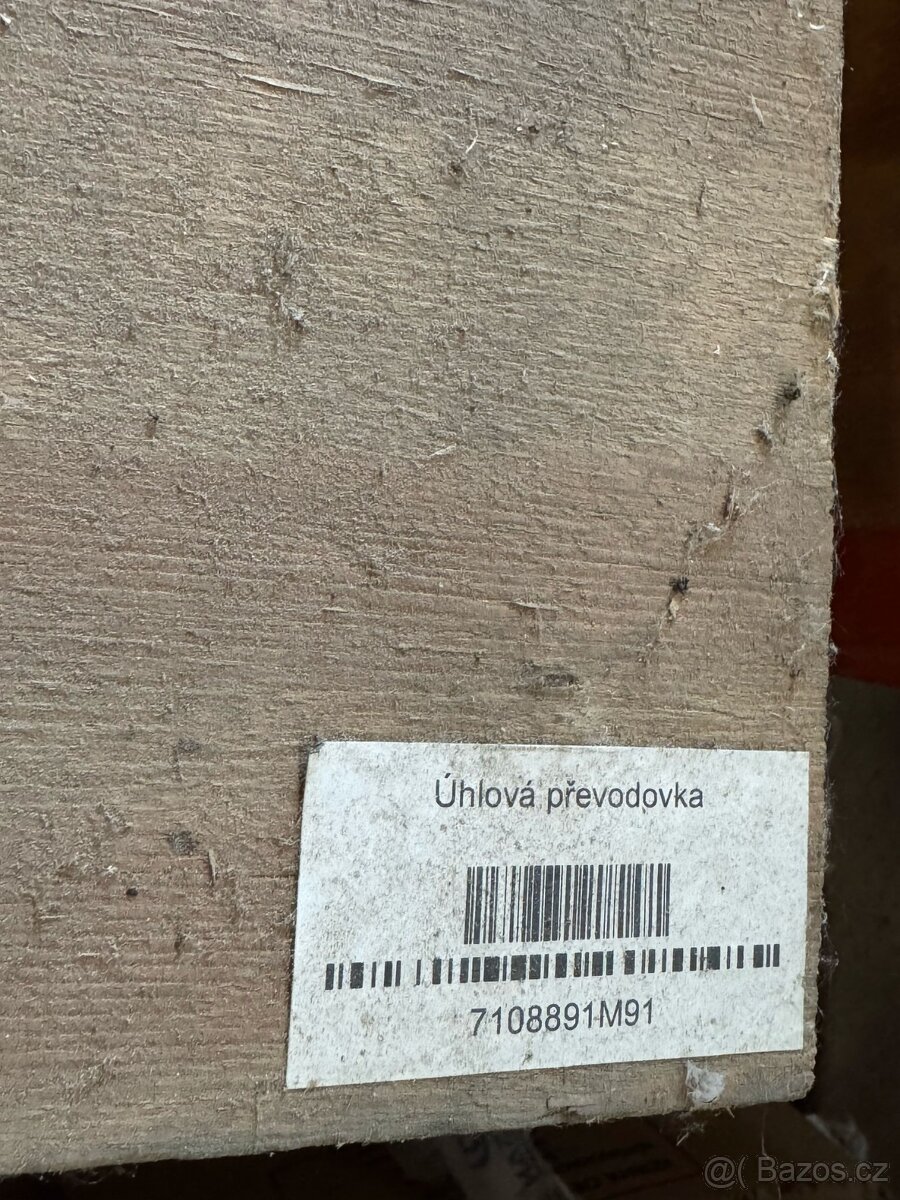 Úhlová převodovka
7108891M91
@( Bazos.cz